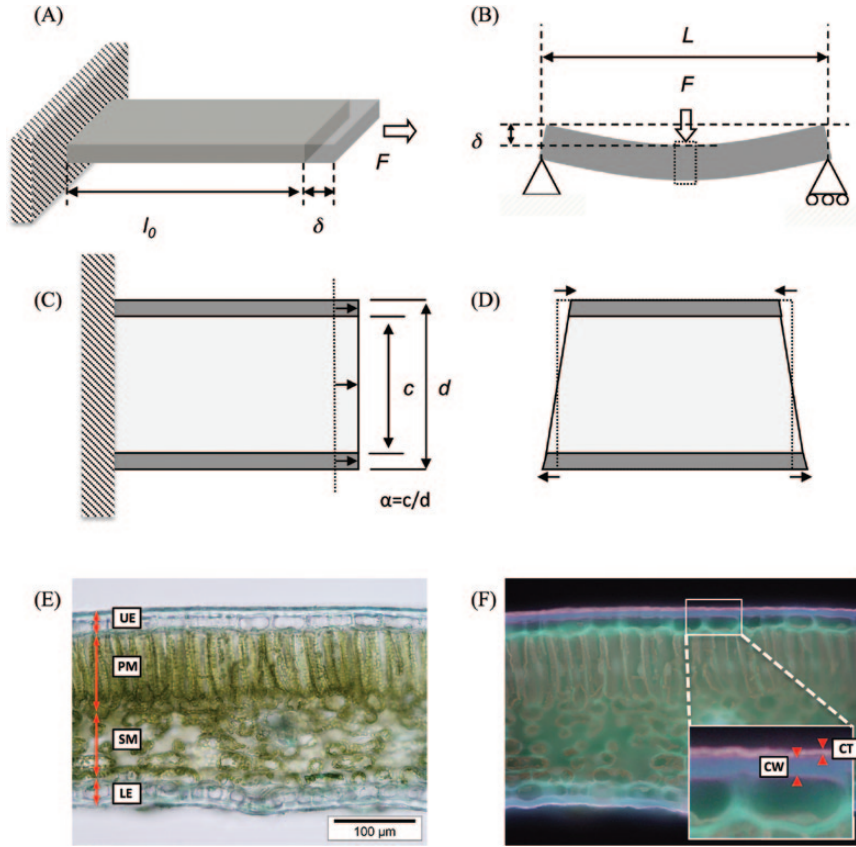 (A)
F
l0
δ
(B)
L
F
δ
(C)
c
d
α=c/d
(D)
(E)
UE
PM
SM
LE
100 µm
(F)
CT
CW